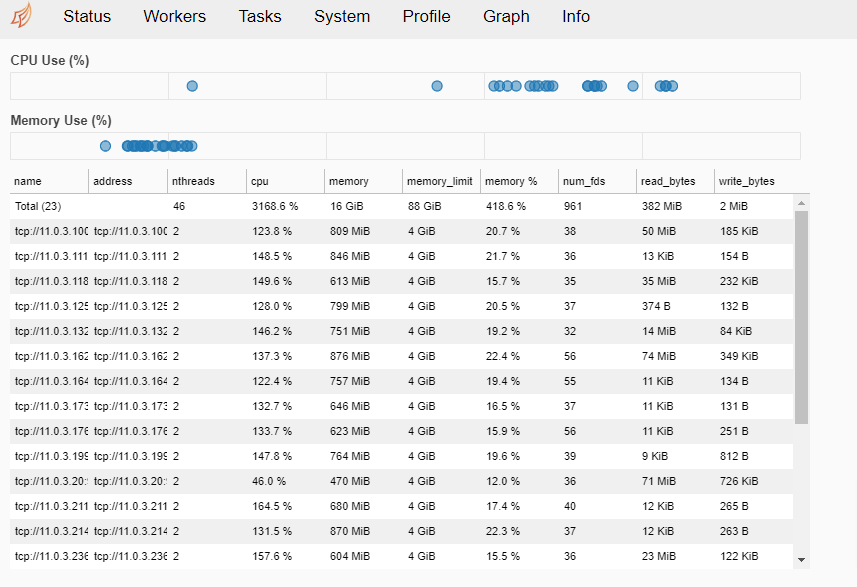 Status Workers Tasks System Profile Graph Info
CPU Use (%)
Memory Use (%)
name address nthreads cpu memory memory_limit memory % num_fds read_bytes write_bytes
Total (23) 46 3168.6 % 16 GiB 88 GiB 418.6 % 961 382 MiB 2 MiB
tcp://11.0.3.100 tcp://11.0.3.100 2 123.8 % 809 MiB 4 GiB 20.7 % 38 50 MiB 185 KiB
tcp://11.0.3.111 tcp://11.0.3.111 2 148.5 % 846 MiB 4 GiB 21.7 % 36 13 KiB 154 B
tcp://11.0.3.118 tcp://11.0.3.118 2 149.6 % 613 MiB 4 GiB 15.7 % 35 35 MiB 232 KiB
tcp://11.0.3.125 tcp://11.0.3.125 2 128.0 % 799 MiB 4 GiB 20.5 % 37 374 B 132 B
tcp://11.0.3.132 tcp://11.0.3.132 2 146.2 % 751 MiB 4 GiB 19.2 % 32 14 MiB 84 KiB
tcp://11.0.3.162 tcp://11.0.3.162 2 137.3 % 876 MiB 4 GiB 22.4 % 56 74 MiB 349 KiB
tcp://11.0.3.164 tcp://11.0.3.164 2 122.4 % 757 MiB 4 GiB 19.4 % 55 11 KiB 134 B
tcp://11.0.3.173 tcp://11.0.3.173 2 132.7 % 646 MiB 4 GiB 16.5 % 37 11 KiB 131 B
tcp://11.0.3.176 tcp://11.0.3.176 2 133.7 % 623 MiB 4 GiB 15.9 % 56 11 KiB 251 B
tcp://11.0.3.199 tcp://11.0.3.199 2 147.8 % 764 MiB 4 GiB 19.6 % 39 9 KiB 812 B
tcp://11.0.3.20: tcp://11.0.3.20: 2 46.0 % 470 MiB 4 GiB 12.0 % 36 71 MiB 726 KiB
tcp://11.0.3.211 tcp://11.0.3.211 2 164.5 % 680 MiB 4 GiB 17.4 % 40 12 KiB 265 B
tcp://11.0.3.214 tcp://11.0.3.214 2 131.5 % 870 MiB 4 GiB 22.3 % 37 12 KiB 263 B
tcp://11.0.3.236 tcp://11.0.3.236 2 157.6 % 604 MiB 4 GiB 15.5 % 36 23 MiB 122 KiB